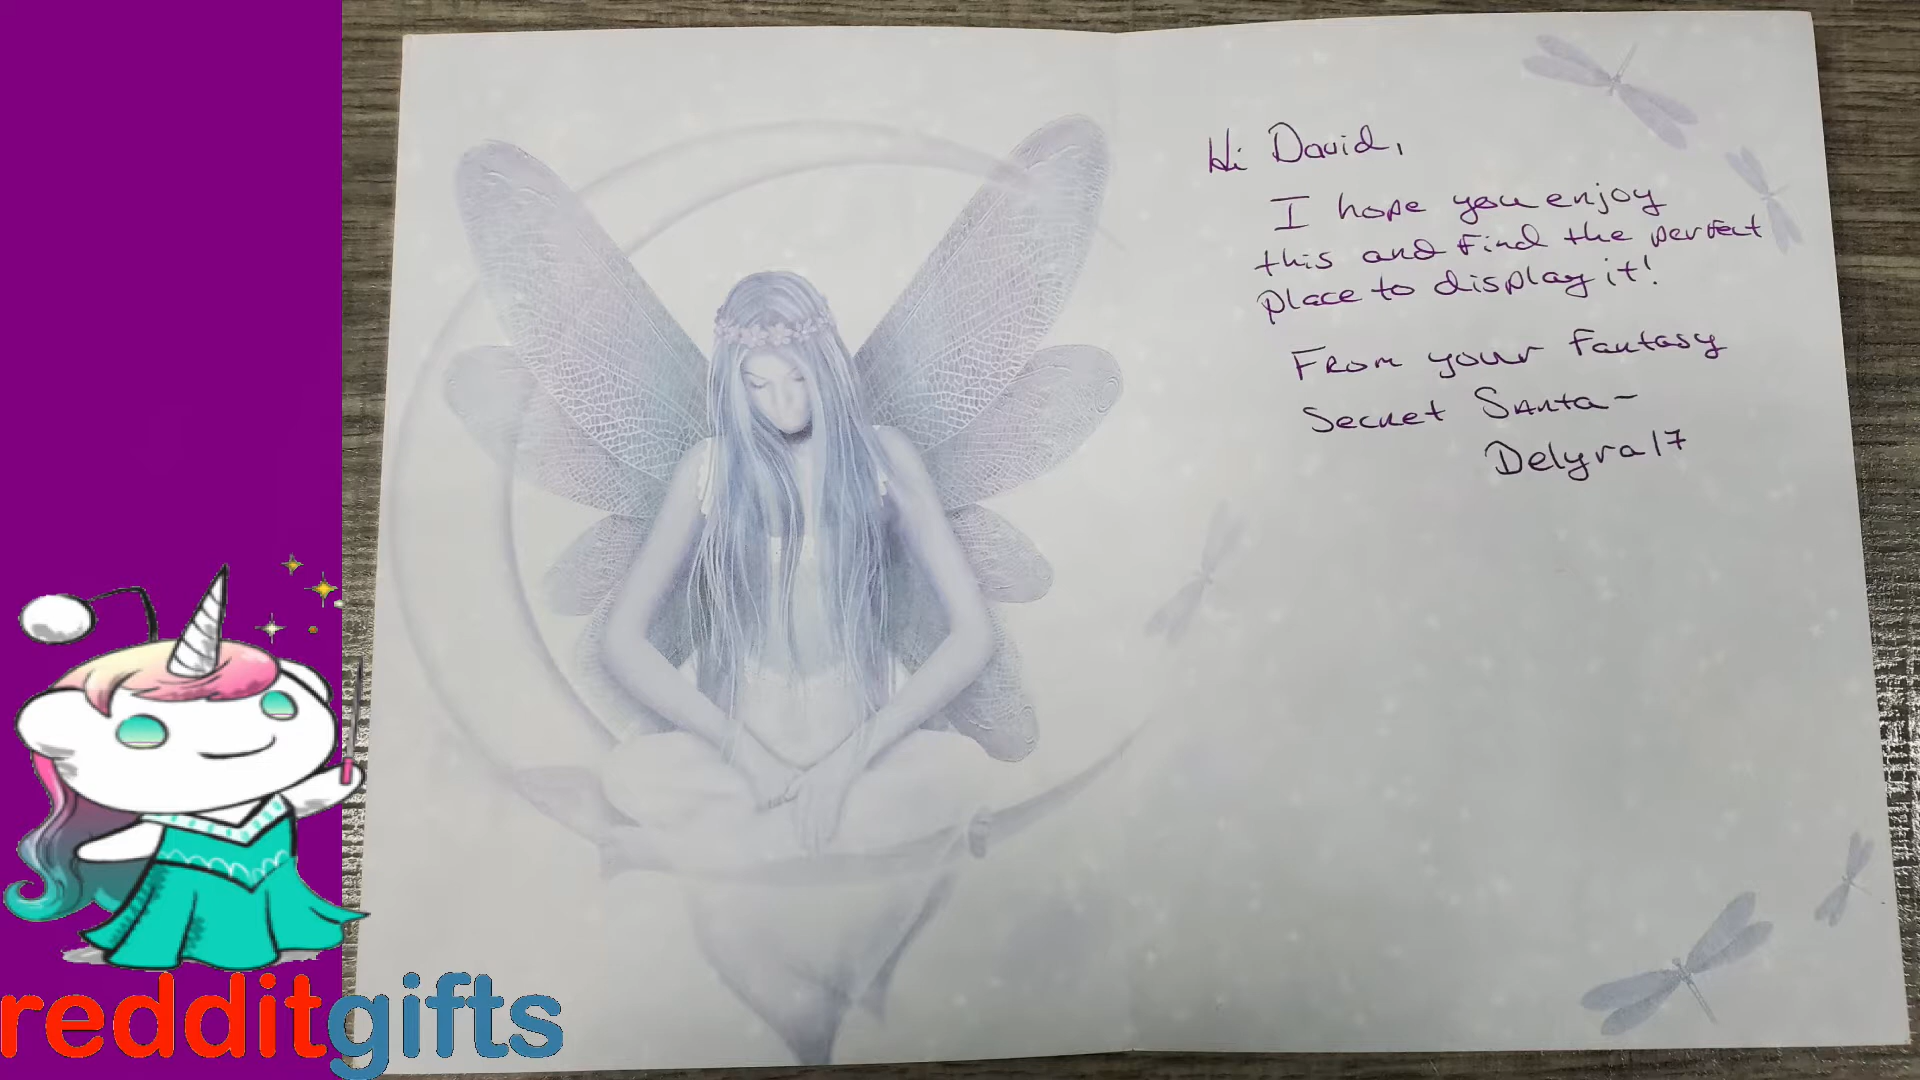 Hi David,
I hope you enjoy
this and find the perfect
place to display it!
From your Fantasy
Secret Santa-
Delyra17
redditgifts